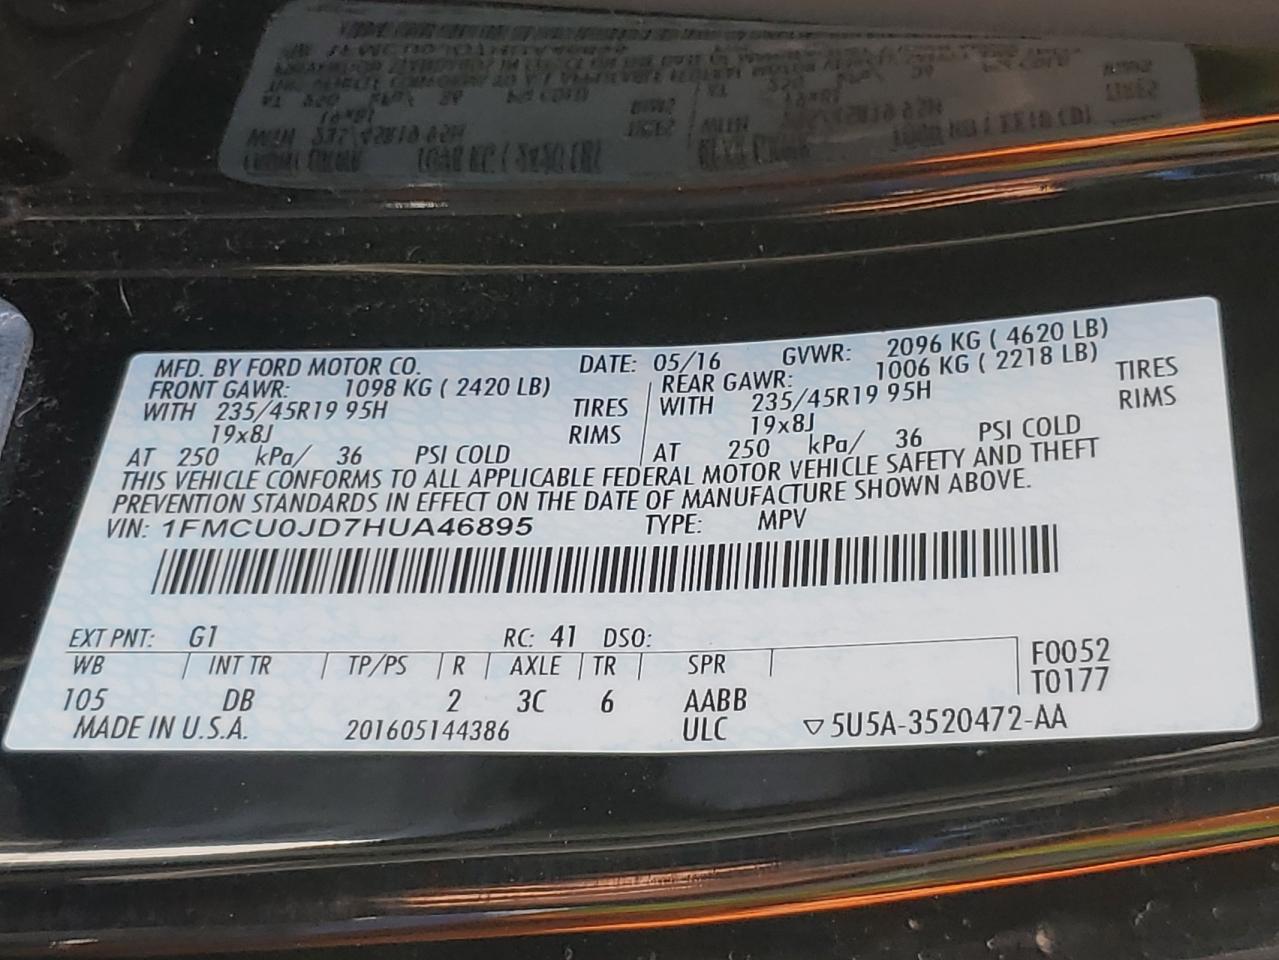 MFD. BY FORD MOTOR CO. DATE: 05/16 GVWR: 2096 KG ( 4620 LB)
FRONT GAWR: 1098 KG ( 2420 LB) REAR GAWR: 1006 KG ( 2218 LB)
WITH 235/45R19 95H TIRES WITH 235/45R19 95H TIRES
19x8J RIMS 19x8J RIMS
AT 250 kPa/ 36 PSI COLD AT 250 kPa/ 36 PSI COLD
THIS VEHICLE CONFORMS TO ALL APPLICABLE FEDERAL MOTOR VEHICLE SAFETY AND THEFT
PREVENTION STANDARDS IN EFFECT ON THE DATE OF MANUFACTURE SHOWN ABOVE.
VIN: 1FMCU0JD7HUA46895 TYPE: MPV
EXT PNT: G1 RC: 41 DSO:
WB INT TR TP/PS R AXLE TR SPR F0052
105 DB 2 3C 6 AABB T0177
MADE IN U.S.A. 201605144386 ULC ▽5U5A-3520472-AA